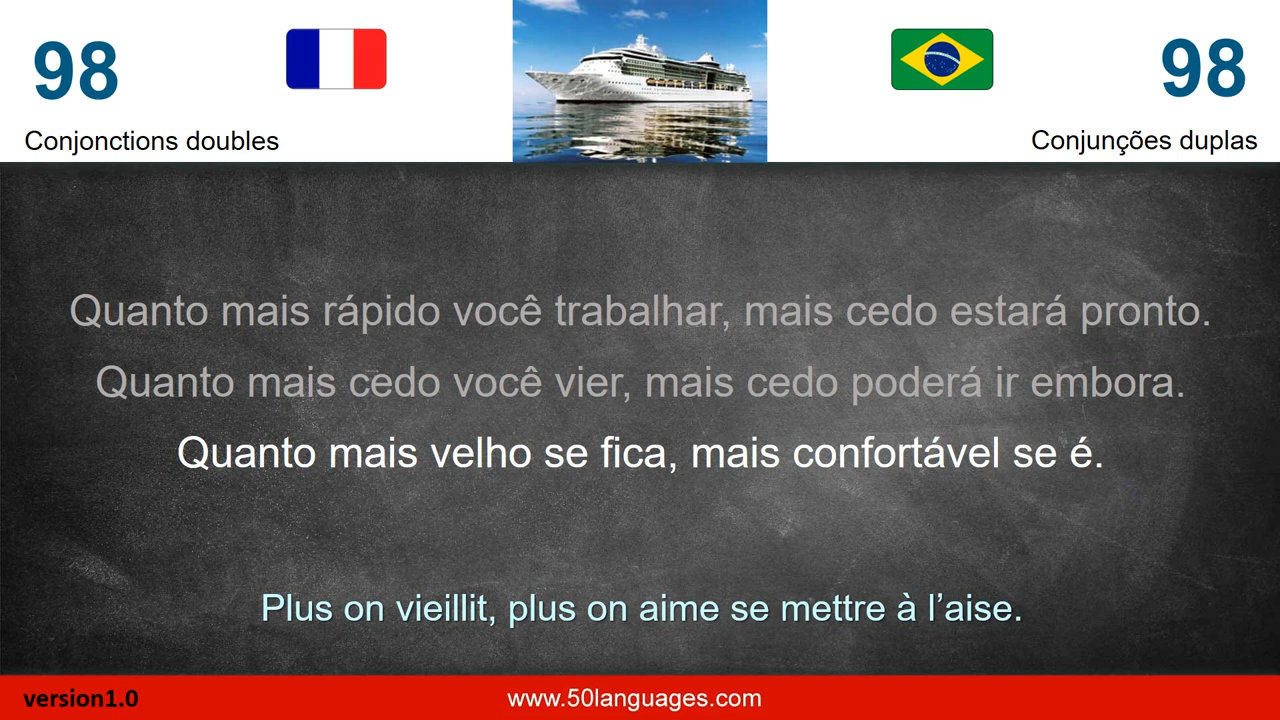 98
98
Conjonctions doubles
Conjunções duplas
Quanto mais rápido você trabalhar, mais cedo estará pronto.
Quanto mais cedo você vier, mais cedo poderá ir embora.
Quanto mais velho se fica, mais confortável se é.
Plus on vieillit, plus on aime se mettre à l’aise.
version1.0
www.50languages.com